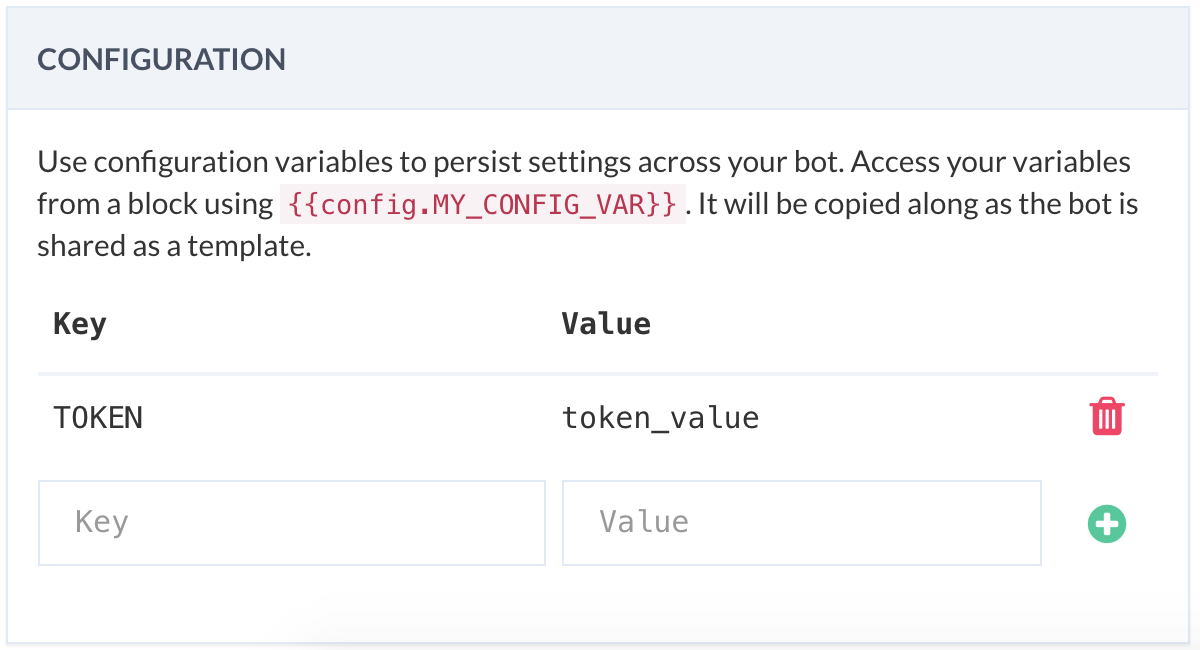 CONFIGURATION
Use configuration variables to persist settings across your bot. Access your variables
from a block using {{config.MY_CONFIG_VAR}}. It will be copied along as the bot is
shared as a template.
Key Value
TOKEN token_value
Key Value